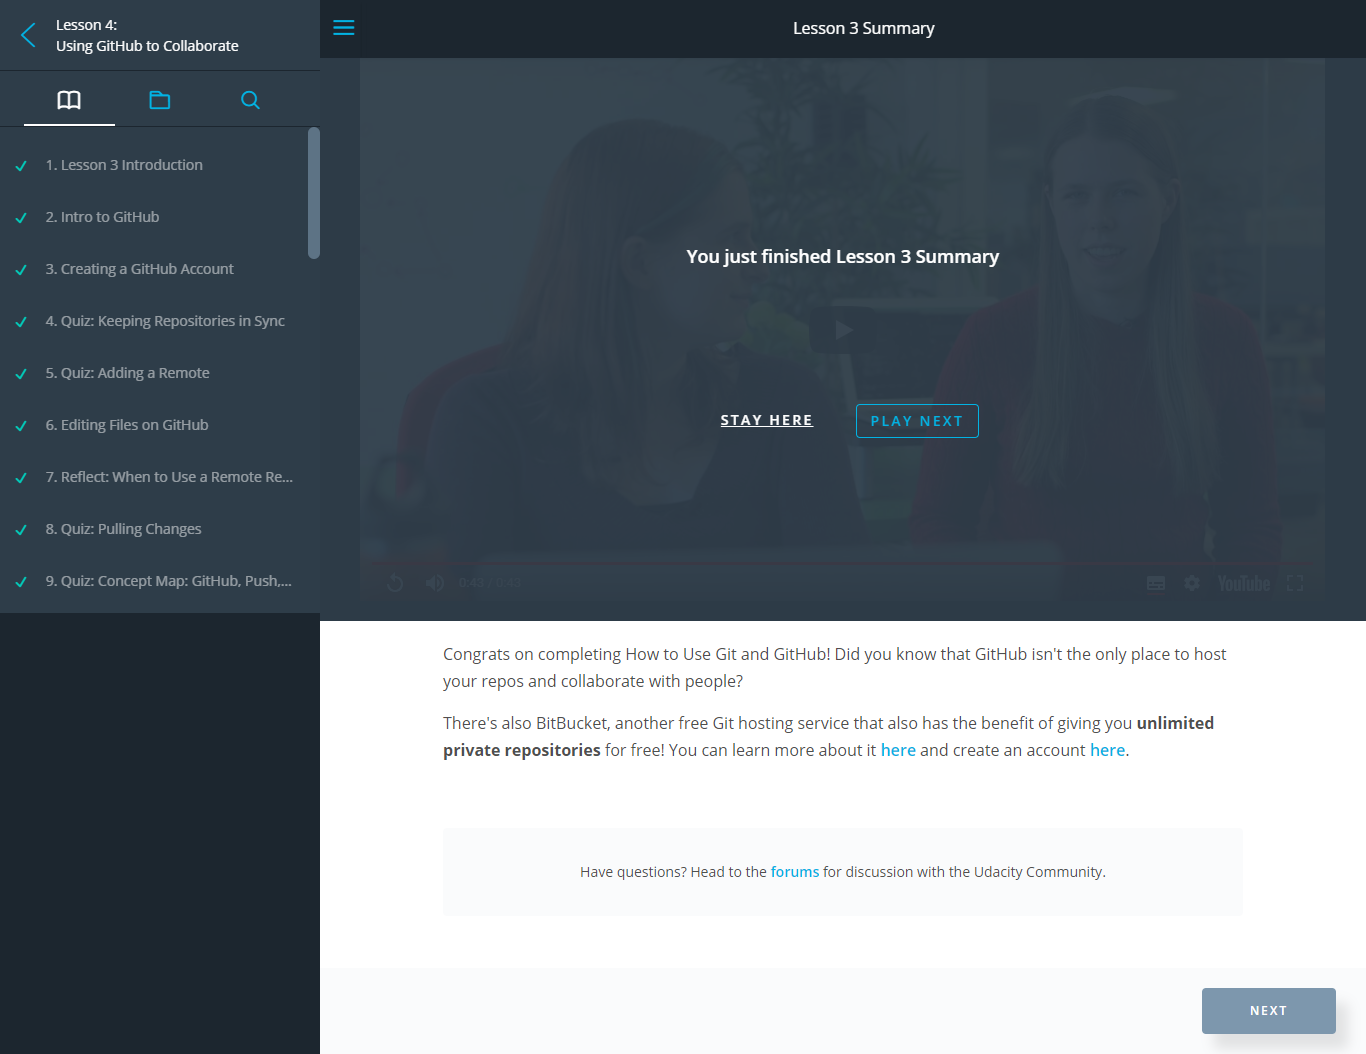 Lesson 4:
Using GitHub to Collaborate
1. Lesson 3 Introduction
2. Intro to GitHub
3. Creating a GitHub Account
4. Quiz: Keeping Repositories in Sync
5. Quiz: Adding a Remote
6. Editing Files on GitHub
7. Reflect: When to Use a Remote Re...
8. Quiz: Pulling Changes
9. Quiz: Concept Map: GitHub, Push,...
Lesson 3 Summary
You just finished Lesson 3 Summary
STAY HERE
PLAY NEXT
YouTube
Congrats on completing How to Use Git and GitHub! Did you know that GitHub isn't the only place to host
your repos and collaborate with people?
There's also BitBucket, another free Git hosting service that also has the benefit of giving you unlimited
private repositories for free! You can learn more about it here and create an account here.
Have questions? Head to the forums for discussion with the Udacity Community.
NEXT